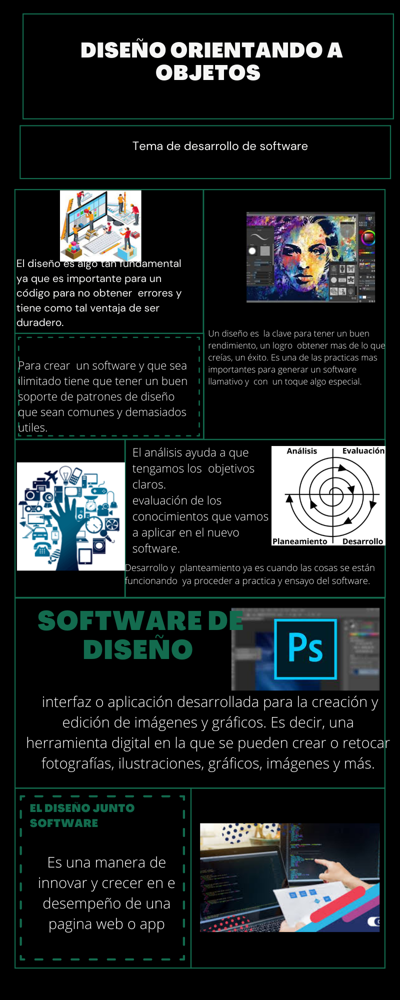 DISEÑO ORIENTANDO A
OBJETOS
Tema de desarrollo de software
El diseño es algo tan fundamental
ya que es importante para un
código para no obtener  errores y
tiene como tal ventaja de ser
duradero.
Un diseño es  la clave para tener un buen
rendimiento, un logro  obtener mas de lo que
creías, un éxito. Es una de las practicas mas
importantes para generar un software
llamativo y  con  un toque algo especial.
Para crear  un software y que sea
ilimitado tiene que tener un buen
soporte de patrones de diseño
que sean comunes y demasiados
utiles.
El análisis ayuda a que
tengamos los  objetivos
claros.
evaluación de los
conocimientos que vamos
a aplicar en el nuevo
software.
Análisis
Evaluación
Planeamiento
Desarrollo
Desarrollo y  planteamiento ya es cuando las cosas se están
funcionando  ya proceder a practica y ensayo del software.
SOFTWARE DE
DISEÑO
Ps
interfaz o aplicación desarrollada para la creación y
edición de imágenes y gráficos. Es decir, una
herramienta digital en la que se pueden crear o retocar
fotografías, ilustraciones, gráficos, imágenes y más.
EL DISEÑO JUNTO
SOFTWARE
Es una manera de
innovar y crecer en e
desempeño de una
pagina web o app